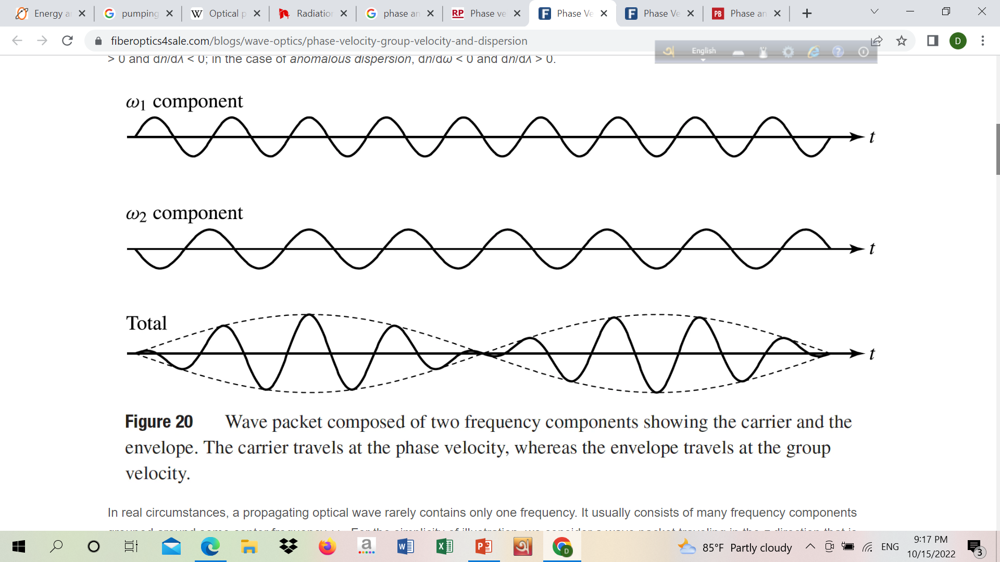 Energy a
pumping
Optical p
Radiation
phase an
Phase ve
Phase Ve
Phase Ve
Phase an
fiberoptics4sale.com/blogs/wave-optics/phase-velocity-group-velocity-and-dispersion
D
English
> 0 and dn/dλ < 0; in the case of anomalous dispersion, dn/dω < 0 and dn/dλ > 0.
ω₁ component
t
ω₂ component
t
Total
t
Figure 20 Wave packet composed of two frequency components showing the carrier and the
envelope. The carrier travels at the phase velocity, whereas the envelope travels at the group
velocity.
In real circumstances, a propagating optical wave rarely contains only one frequency. It usually consists of many frequency components
85°F Partly cloudy
ENG
9:17 PM
10/15/2022
3